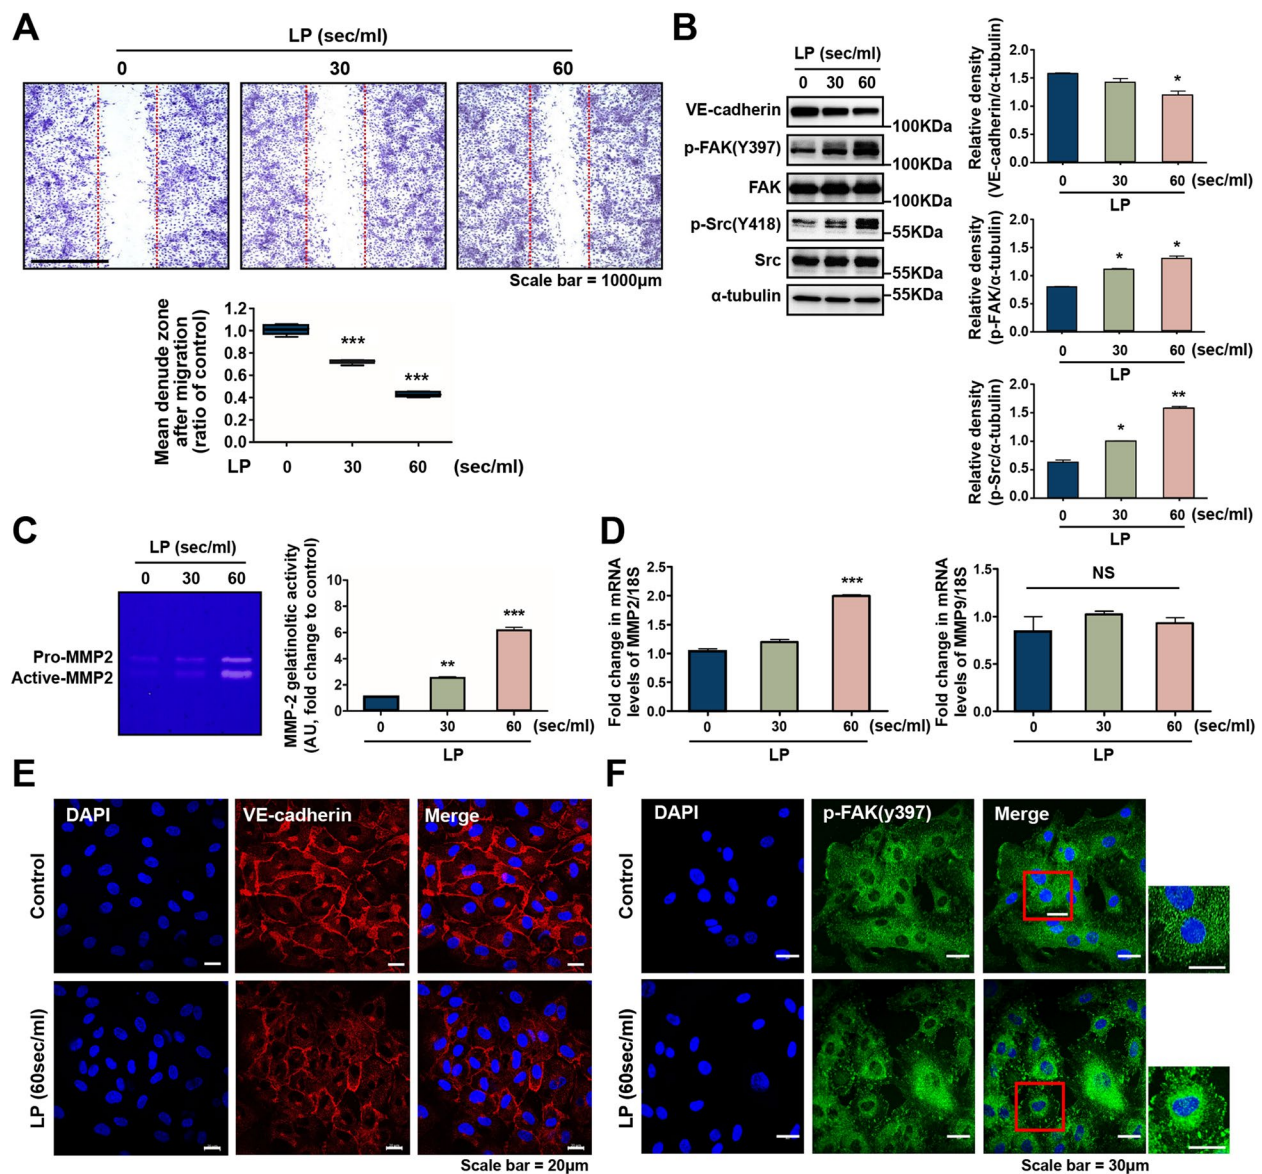 A
LP (sec/ml)
0 30 60
Scale bar = 1000μm
Mean denude zone
after migration
(ratio of control)
1.2
1.0
0.8
0.6
0.4
0.2
0.0
***
***
LP 0 30 60 (sec/ml)
B
LP (sec/ml)
0 30 60
VE-cadherin
100KDa
p-FAK(Y397)
100KDa
FAK
100KDa
p-Src(Y418)
55KDa
Src
55KDa
α-tubulin
55KDa
Relative density
(VE-cadherin/α-tubulin)
2.0
1.5
1.0
0.5
0.0
*
0 30 60 (sec/ml)
LP
Relative density
(p-FAK/α-tubulin)
2.0
1.5
1.0
0.5
0.0
*
*
0 30 60 (sec/ml)
LP
Relative density
(p-Src/α-tubulin)
2.0
1.5
1.0
0.5
0.0
*
**
0 30 60 (sec/ml)
LP
C
LP (sec/ml)
0 30 60
Pro-MMP2
Active-MMP2
MMP-2 gelatinoltic activity
(AU, fold change to control)
10
8
6
4
2
0
**
***
0 30 60 (sec/ml)
LP
D
Fold change in mRNA
levels of MMP2/18S
2.5
2.0
1.5
1.0
0.5
0.0
***
0 30 60 (sec/ml)
LP
Fold change in mRNA
levels of MMP9/18S
1.5
1.0
0.5
0.0
NS
0 30 60 (sec/ml)
LP
E
Control
DAPI VE-cadherin Merge
LP (60sec/ml)
Scale bar = 20μm
F
Control
DAPI p-FAK(y397) Merge
LP (60sec/ml)
Scale bar = 30μm